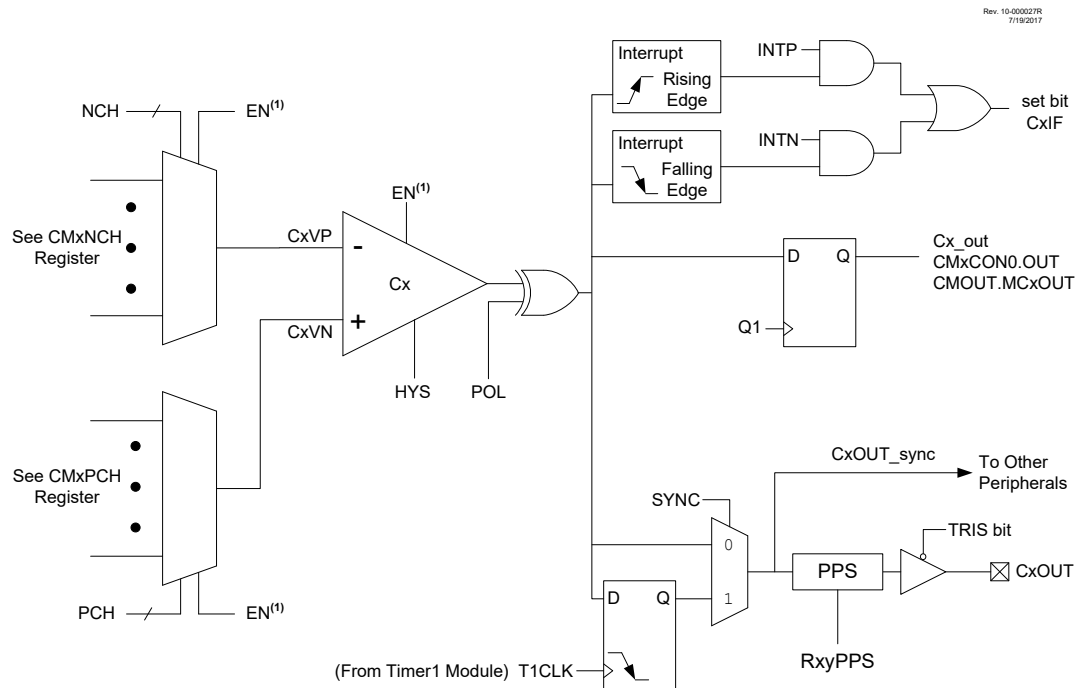 Rev. 10-000027R
7/19/2017
NCH
EN(1)
See CMxNCH
Register
CxVP
EN(1)
-
Cx
+
CxVN
HYS
POL
See CMxPCH
Register
PCH
EN(1)
Interrupt
Rising
Edge
INTP
set bit
CxIF
Interrupt
Falling
Edge
INTN
D
Q
Q1
Cx_out
CMxCON0.OUT
CMOUT.MCxOUT
CxOUT_sync
To Other
Peripherals
SYNC
0
1
TRIS bit
PPS
CxOUT
RxyPPS
D
Q
(From Timer1 Module) T1CLK